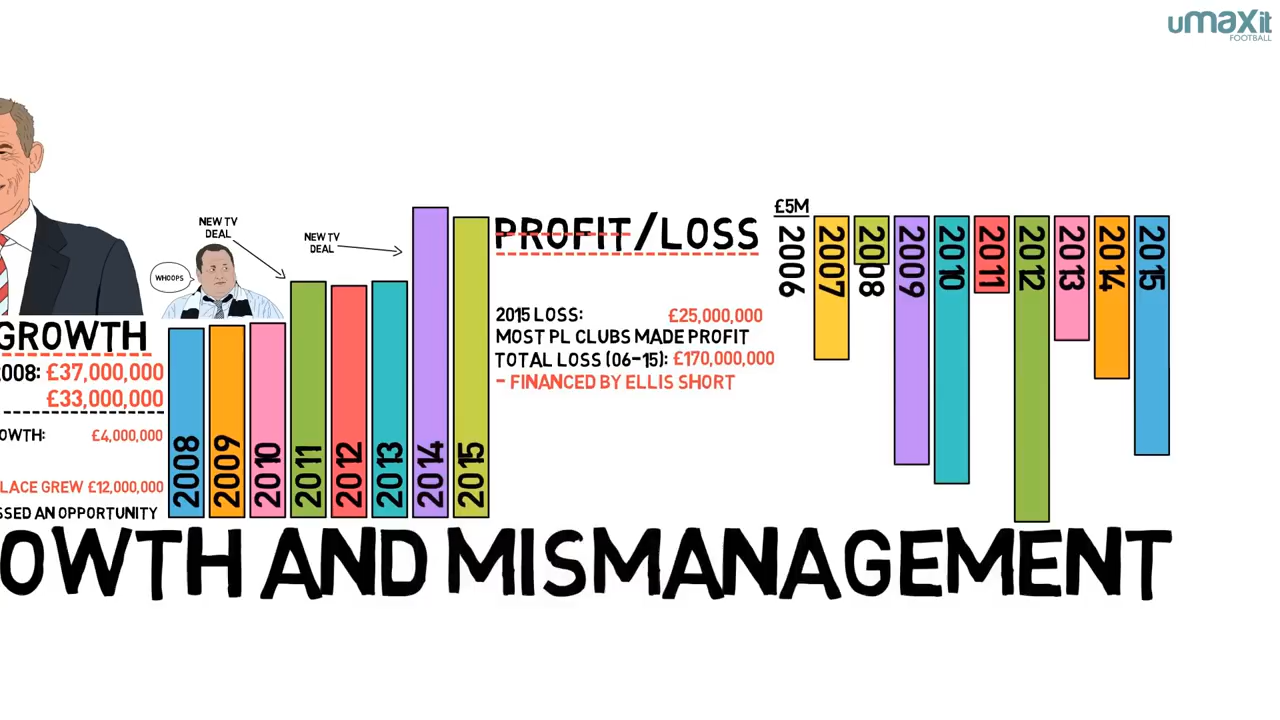 umaxit
FOOTBALL
GROWTH
008: £37,000,000
£33,000,000
OWTH: £4,000,000
LACE GREW £12,000,000
SSED AN OPPORTUNITY
NEW TV
DEAL
WHOOPS
NEW TV
DEAL
2008
2009
2010
2011
2012
2013
2014
2015
PROFIT/LOSS
2015 LOSS: £25,000,000
MOST PL CLUBS MADE PROFIT
TOTAL LOSS (06-15): £170,000,000
- FINANCED BY ELLIS SHORT
£5M
2006
2007
2008
2009
2010
2011
2012
2013
2014
2015
OWTH AND MISMANAGEMENT